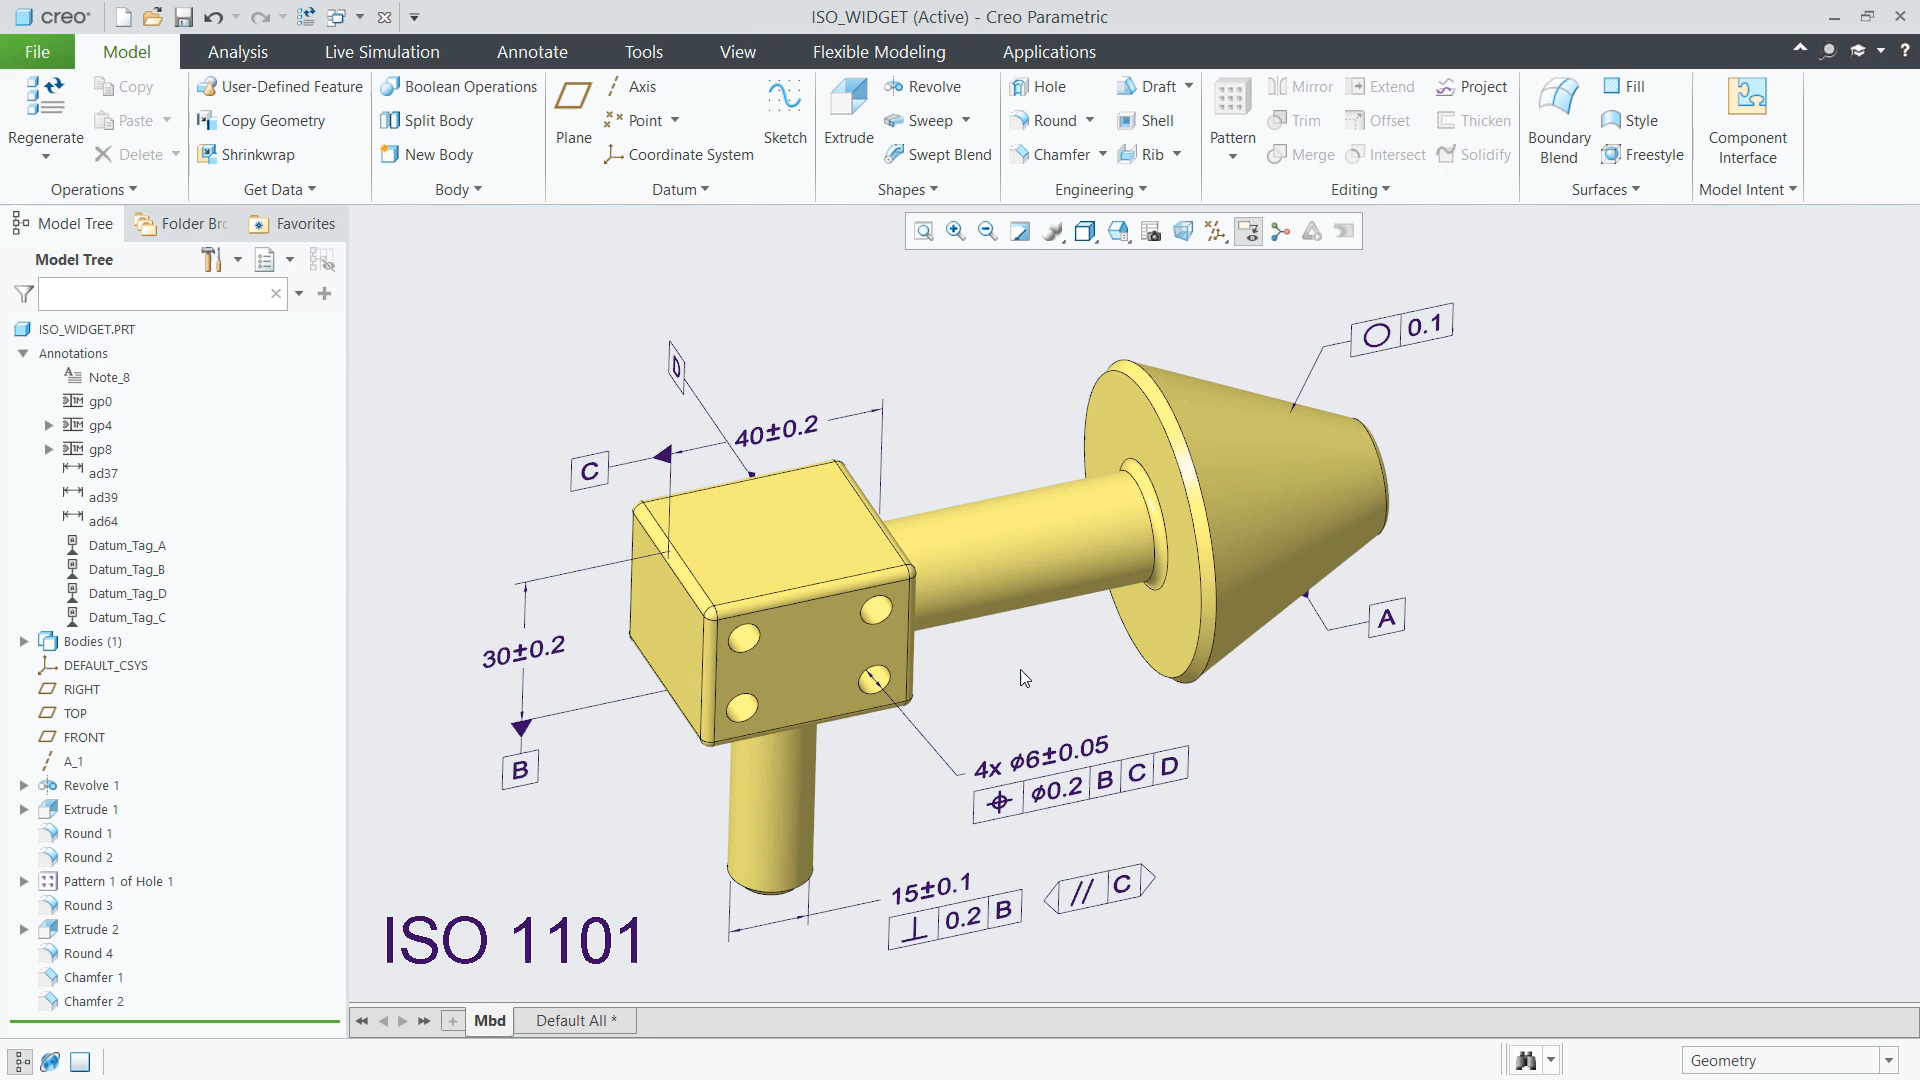 creo
ISO_WIDGET (Active) - Creo Parametric
File
Model
Analysis
Live Simulation
Annotate
Tools
View
Flexible Modeling
Applications
Regenerate
Copy
Paste
Delete
Operations
User-Defined Feature
Copy Geometry
Shrinkwrap
Get Data
Boolean Operations
Split Body
New Body
Body
Plane
Axis
Point
Coordinate System
Sketch
Datum
Extrude
Revolve
Sweep
Swept Blend
Shapes
Hole
Round
Chamfer
Draft
Shell
Rib
Engineering
Pattern
Mirror
Trim
Merge
Extend
Offset
Intersect
Project
Thicken
Solidify
Editing
Boundary
Blend
Fill
Style
Freestyle
Surfaces
Component
Interface
Model Intent
Model Tree
Folder Brc
Favorites
Model Tree
ISO_WIDGET.PRT
Annotations
Note_8
gp0
gp4
gp8
ad37
ad39
ad64
Datum_Tag_A
Datum_Tag_B
Datum_Tag_D
Datum_Tag_C
Bodies (1)
DEFAULT_CSYS
RIGHT
TOP
FRONT
A_1
Revolve 1
Extrude 1
Round 1
Round 2
Pattern 1 of Hole 1
Round 3
Extrude 2
Round 4
Chamfer 1
Chamfer 2
0.1
D
40±0.2
C
A
30±0.2
B
4x ⌀6±0.05
⌖ ⌀0.2 B C D
15±0.1
⊥ 0.2 B
// C
ISO 1101
Mbd
Default All *
Geometry